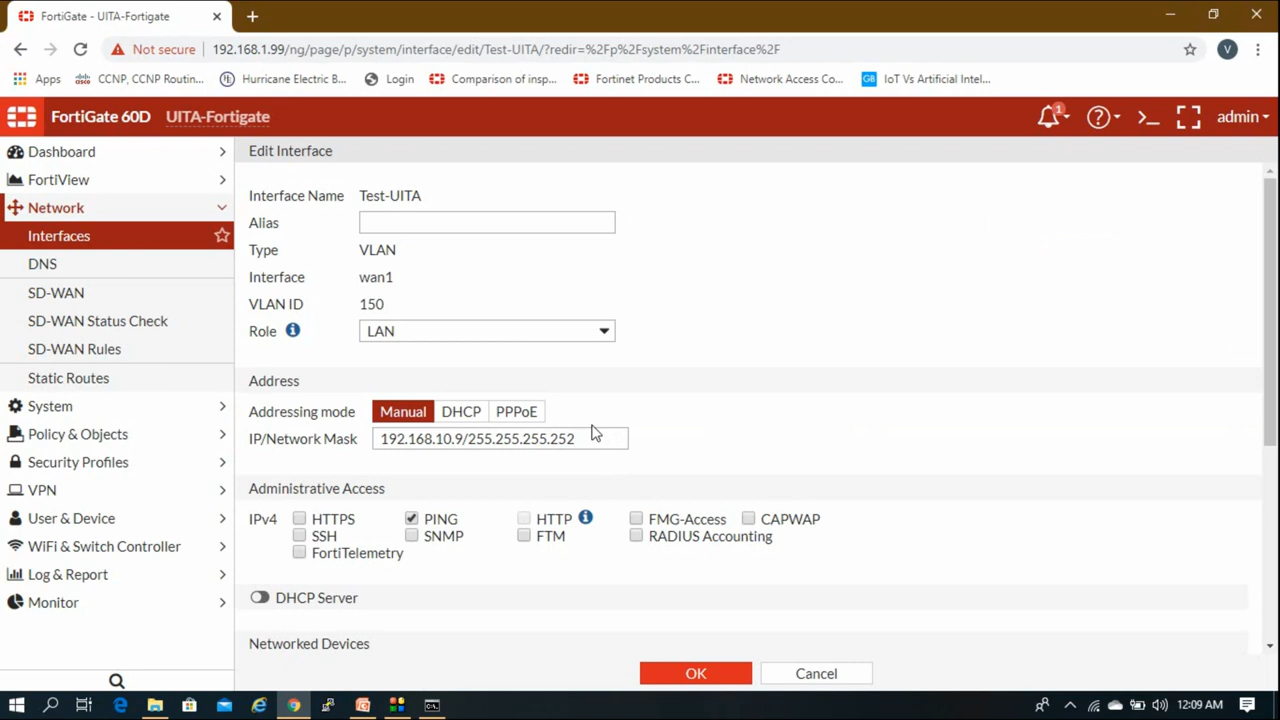 FortiGate - UITA-Fortigate
Not secure 192.168.1.99/ng/page/p/system/interface/edit/Test-UITA/?redir=%2Fp%2Fsystem%2Finterface%2F
V
Apps CCNP, CCNP Routin... Hurricane Electric B... Login Comparison of insp... Fortinet Products C... Network Access Co... GB IoT Vs Artificial Intel...
FortiGate 60D UITA-Fortigate 1 admin
Dashboard
FortiView
Network
Interfaces
DNS
SD-WAN
SD-WAN Status Check
SD-WAN Rules
Static Routes
System
Policy & Objects
Security Profiles
VPN
User & Device
WiFi & Switch Controller
Log & Report
Monitor
Edit Interface
Interface Name Test-UITA
Alias
Type VLAN
Interface wan1
VLAN ID 150
Role LAN
Address
Addressing mode Manual DHCP PPPoE
IP/Network Mask 192.168.10.9/255.255.255.252
Administrative Access
IPv4 HTTPS PING HTTP FMG-Access CAPWAP
SSH SNMP FTM RADIUS Accounting
FortiTelemetry
DHCP Server
Networked Devices
OK Cancel
12:09 AM